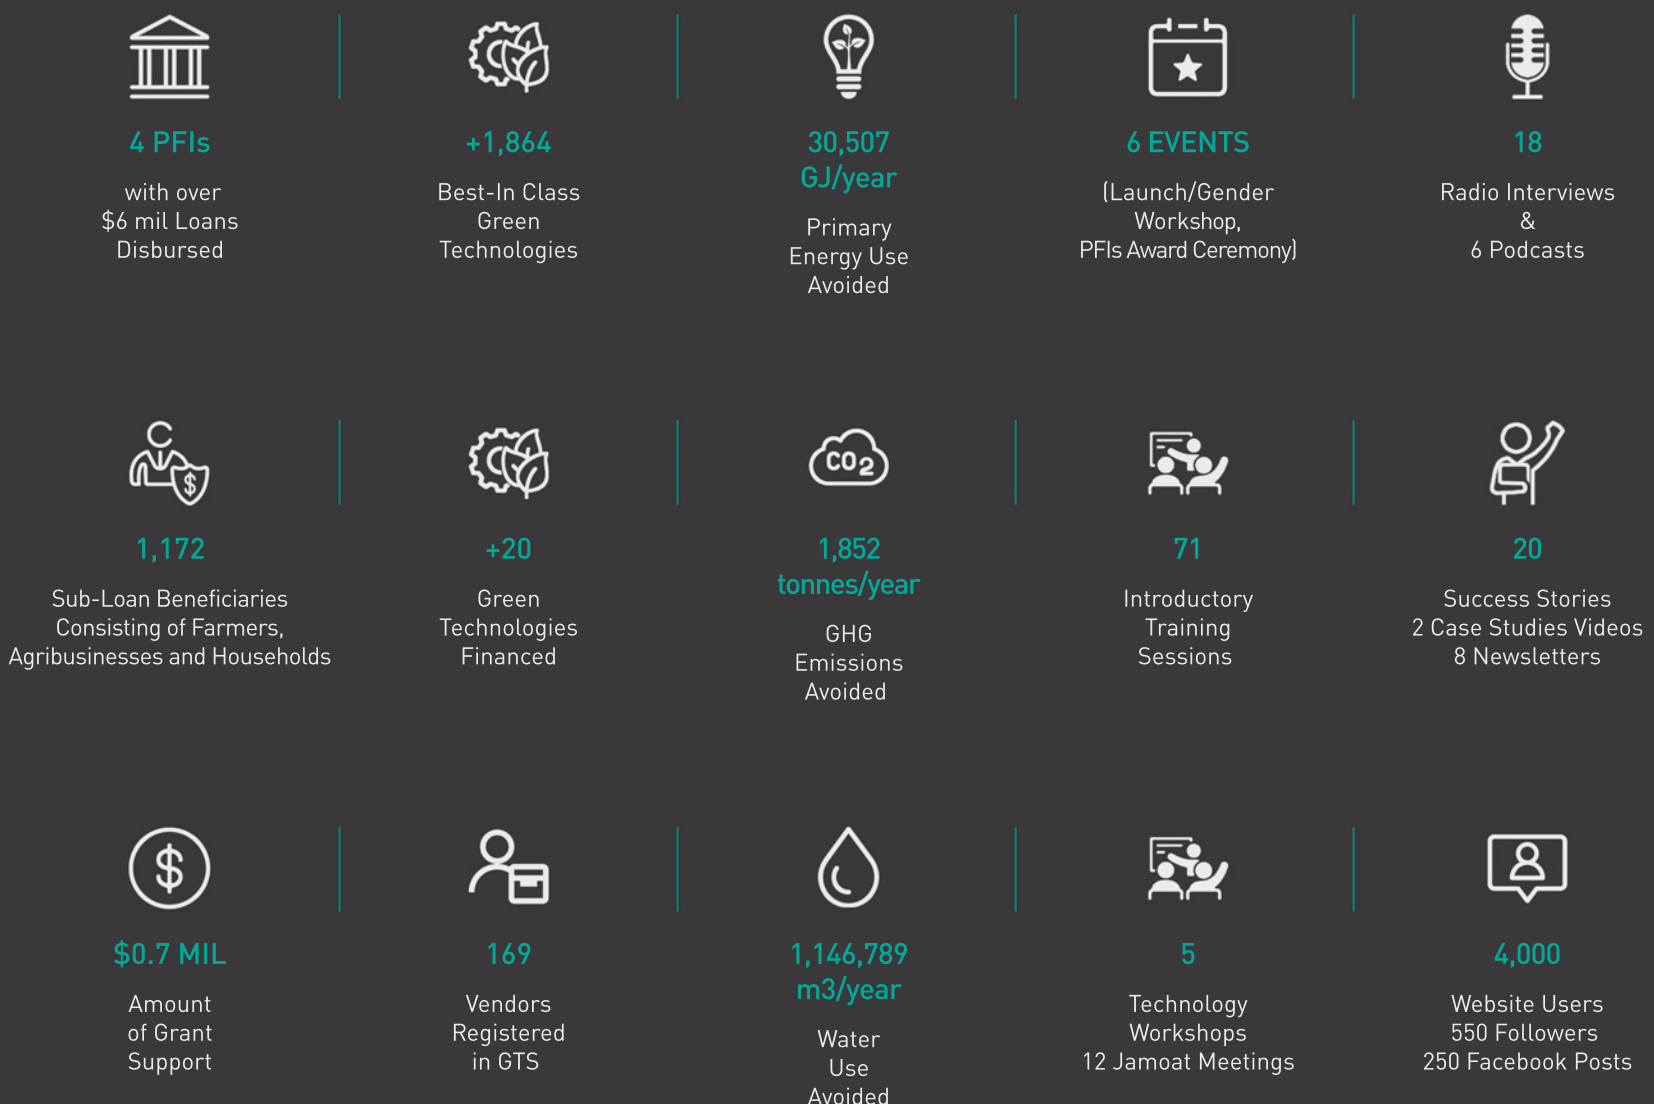 4 PFIs
with over
$6 mil Loans
Disbursed
+1,864
Best-In Class
Green
Technologies
30,507
GJ/year
Primary
Energy Use
Avoided
6 EVENTS
(Launch/Gender
Workshop,
PFIs Award Ceremony)
18
Radio Interviews
&
6 Podcasts
1,172
Sub-Loan Beneficiaries
Consisting of Farmers,
Agribusinesses and Households
+20
Green
Technologies
Financed
CO2
1,852
tonnes/year
GHG
Emissions
Avoided
71
Introductory
Training
Sessions
20
Success Stories
2 Case Studies Videos
8 Newsletters
$
$0.7 MIL
Amount
of Grant
Support
169
Vendors
Registered
in GTS
1,146,789
m3/year
Water
Use
Avoided
5
Technology
Workshops
12 Jamoat Meetings
4,000
Website Users
550 Followers
250 Facebook Posts